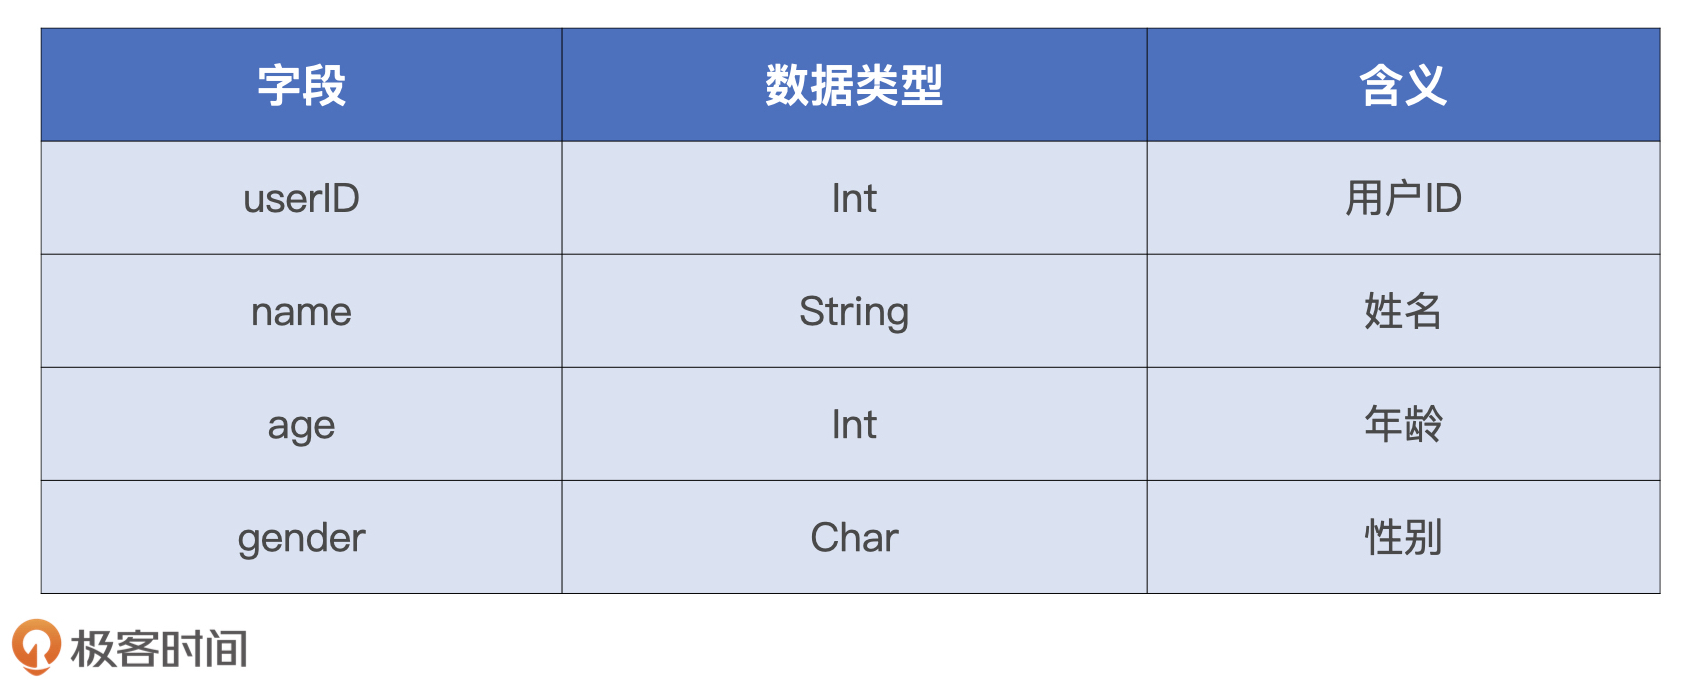 字段 数据类型 含义
userID Int 用户ID
name String 姓名
age Int 年龄
gender Char 性别
极客时间